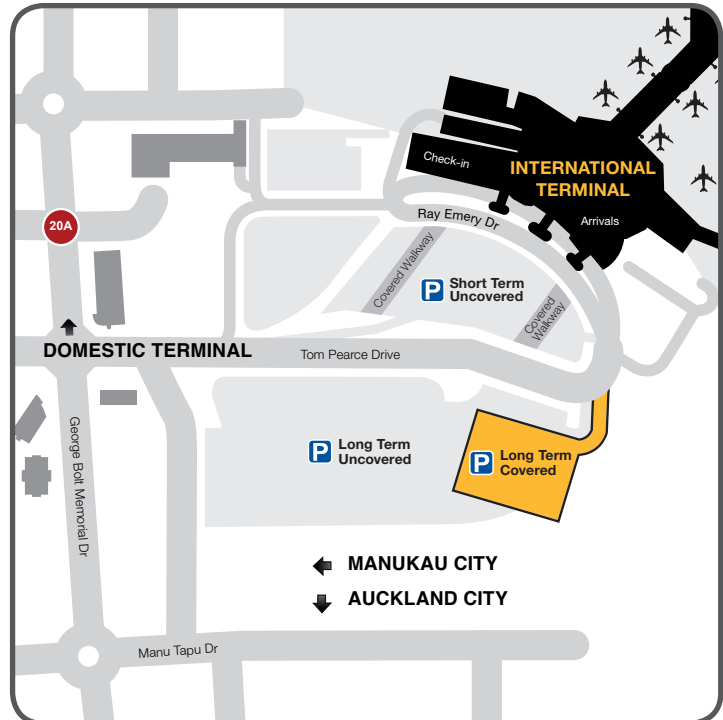 Check-in
INTERNATIONAL
TERMINAL
Arrivals
Ray Emery Dr
20A
Covered Walkway
P
Short Term
Uncovered
Covered
Walkway
DOMESTIC TERMINAL
Tom Pearce Drive
George Bolt Memorial Dr
P
Long Term
Uncovered
P
Long Term
Covered
MANUKAU CITY
AUCKLAND CITY
Manu Tapu Dr